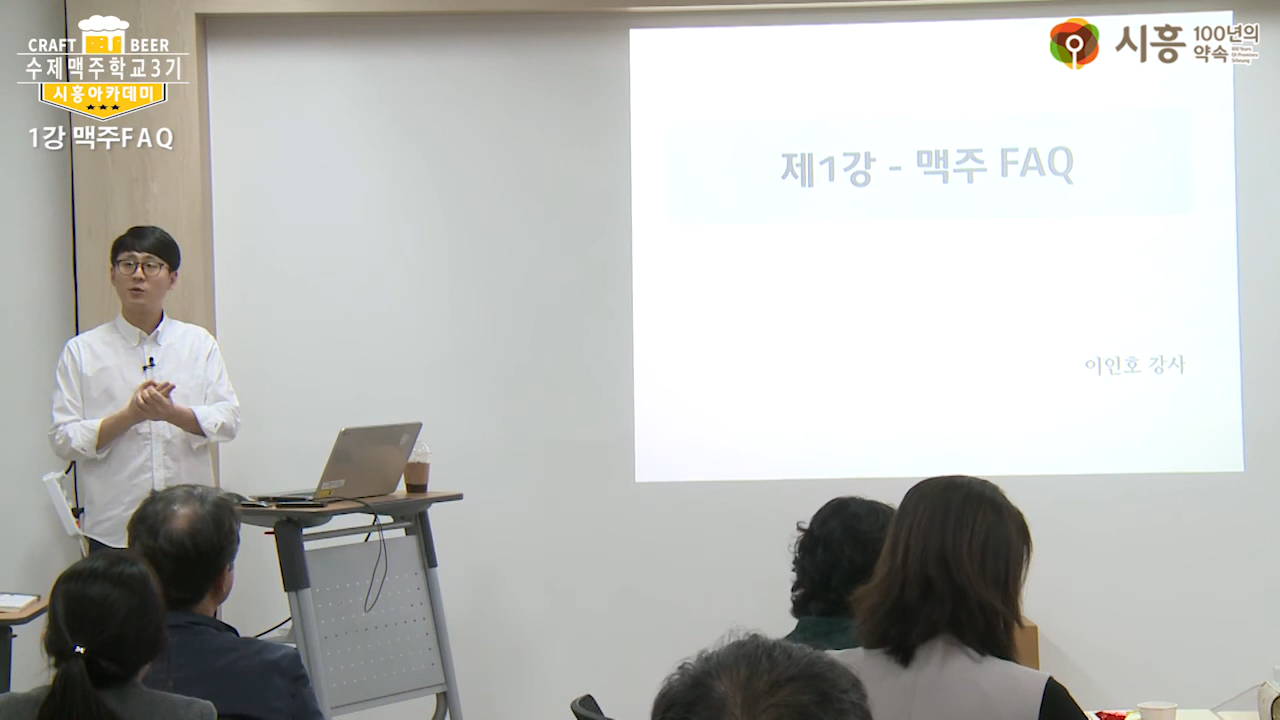 CRAFT BEER
수제맥주학교3기
시흥아카데미
1강 맥주FAQ
시흥 100년의 약속
제1강 - 맥주 FAQ
이인호 강사